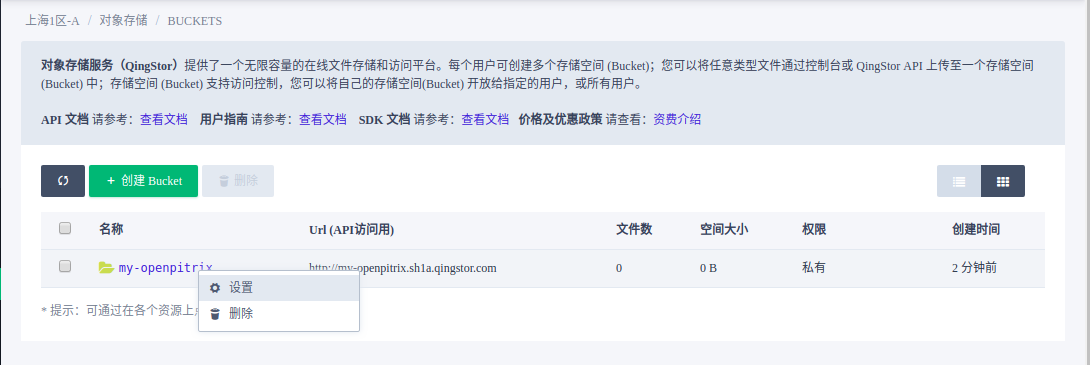 上海1区-A / 对象存储 / BUCKETS
对象存储服务（QingStor）提供了一个无限容量的在线文件存储和访问平台。每个用户可创建多个存储空间 (Bucket)；您可以将任意类型文件通过控制台或 QingStor API 上传至一个存储空间
(Bucket) 中；存储空间 (Bucket) 支持访问控制，您可以将自己的存储空间(Bucket) 开放给指定的用户，或所有用户。
API 文档 请参考：查看文档 用户指南 请参考：查看文档 SDK 文档 请参考：查看文档 价格及优惠政策 请查看：资费介绍
+ 创建 Bucket 删除
名称 Url (API访问用) 文件数 空间大小 权限 创建时间
my-openpitrix http://my-openpitrix.sh1a.qingstor.com 0 0 B 私有 2 分钟前
设置
* 提示：可通过在各个资源上
删除